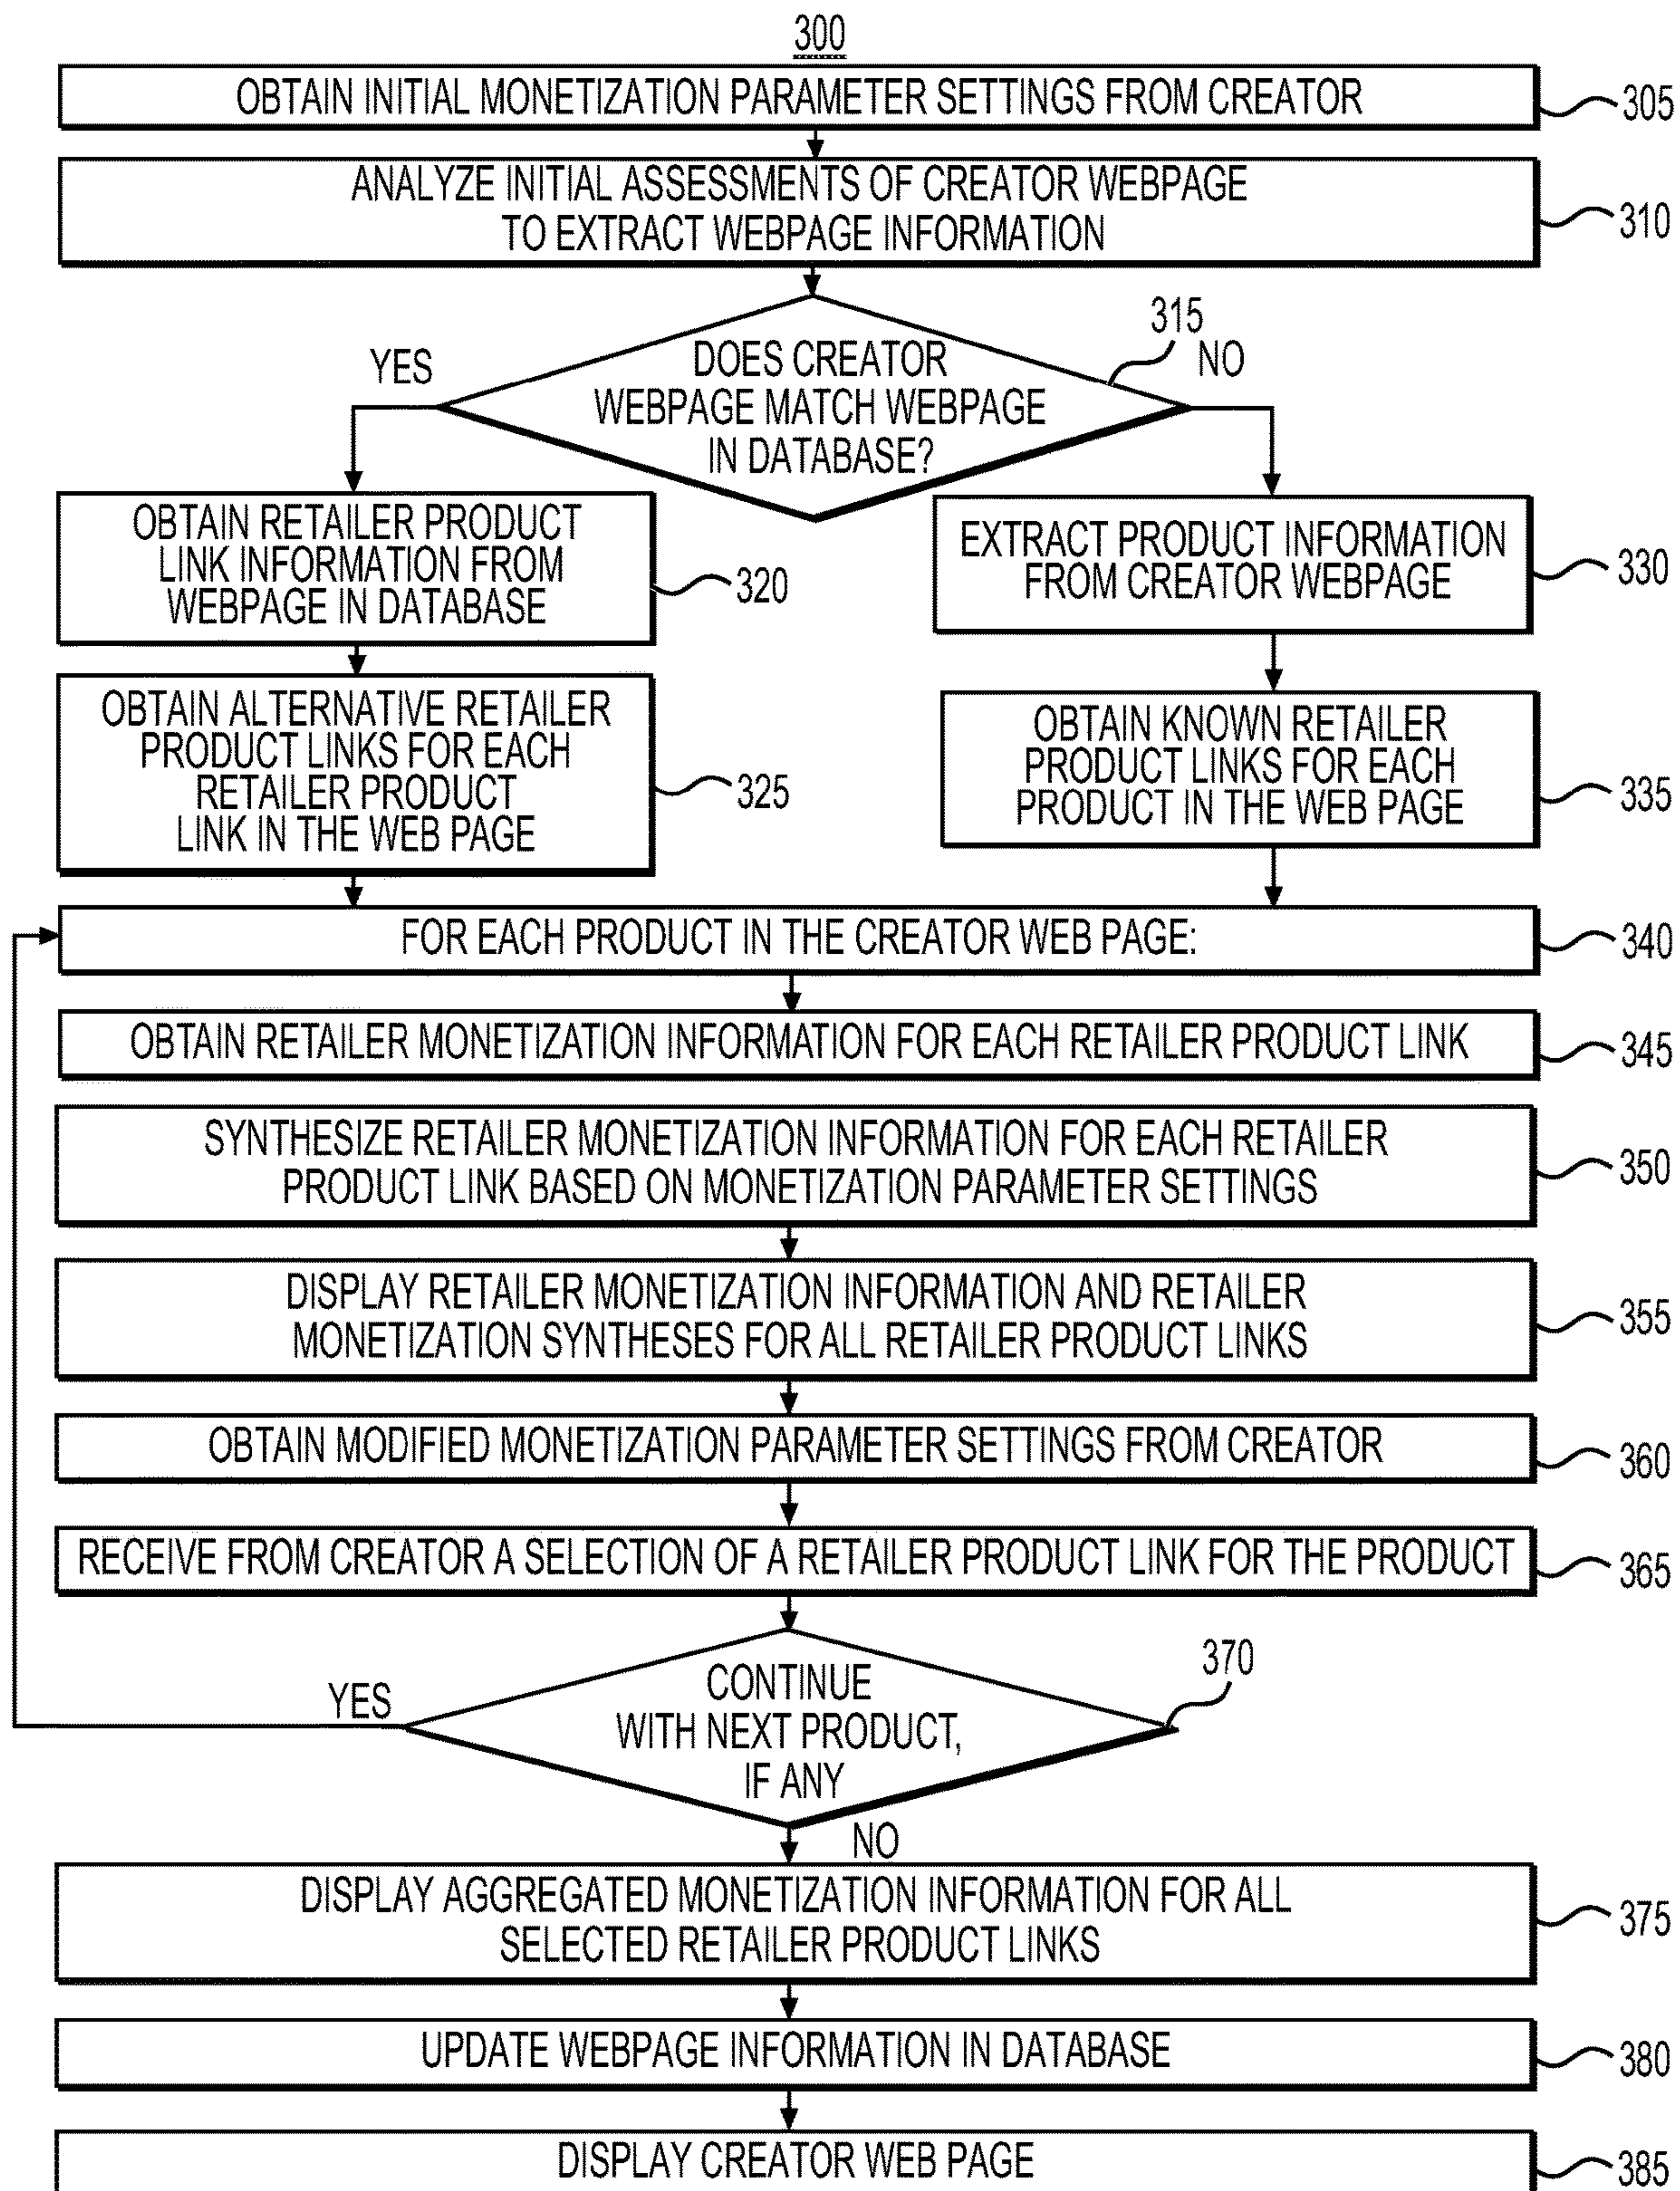 300
OBTAIN INITIAL MONETIZATION PARAMETER SETTINGS FROM CREATOR
305
ANALYZE INITIAL ASSESSMENTS OF CREATOR WEBPAGE
TO EXTRACT WEBPAGE INFORMATION
310
315
YES
NO
DOES CREATOR
WEBPAGE MATCH WEBPAGE
IN DATABASE?
OBTAIN RETAILER PRODUCT
LINK INFORMATION FROM
WEBPAGE IN DATABASE
320
EXTRACT PRODUCT INFORMATION
FROM CREATOR WEBPAGE
330
OBTAIN ALTERNATIVE RETAILER
PRODUCT LINKS FOR EACH
RETAILER PRODUCT
LINK IN THE WEB PAGE
325
OBTAIN KNOWN RETAILER
PRODUCT LINKS FOR EACH
PRODUCT IN THE WEB PAGE
335
FOR EACH PRODUCT IN THE CREATOR WEB PAGE:
340
OBTAIN RETAILER MONETIZATION INFORMATION FOR EACH RETAILER PRODUCT LINK
345
SYNTHESIZE RETAILER MONETIZATION INFORMATION FOR EACH RETAILER
PRODUCT LINK BASED ON MONETIZATION PARAMETER SETTINGS
350
DISPLAY RETAILER MONETIZATION INFORMATION AND RETAILER
MONETIZATION SYNTHESES FOR ALL RETAILER PRODUCT LINKS
355
OBTAIN MODIFIED MONETIZATION PARAMETER SETTINGS FROM CREATOR
360
RECEIVE FROM CREATOR A SELECTION OF A RETAILER PRODUCT LINK FOR THE PRODUCT
365
370
YES
CONTINUE
WITH NEXT PRODUCT,
IF ANY
NO
DISPLAY AGGREGATED MONETIZATION INFORMATION FOR ALL
SELECTED RETAILER PRODUCT LINKS
375
UPDATE WEBPAGE INFORMATION IN DATABASE
380
DISPLAY CREATOR WEB PAGE
385